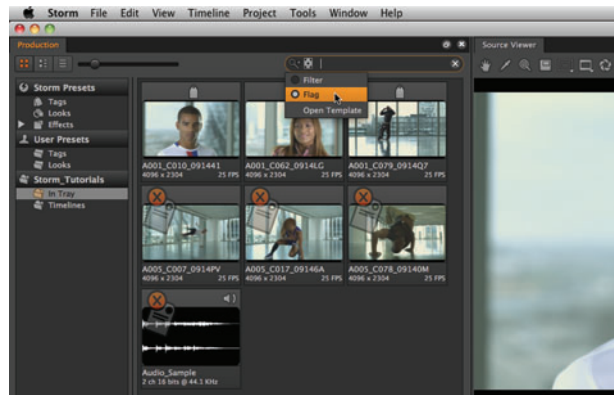 Storm File Edit View Timeline Project Tools Window Help
Production
Source Viewer
Filter
Flag
Open Template
Storm Presets
Tags
Looks
Effects
User Presets
Tags
Looks
Storm_Tutorials
In Tray
Timelines
A001_C010_091441
4096 x 2304 25 FPS
A001_C062_0914LG
4096 x 2304 25 FPS
A001_C079_0914Q7
4096 x 2304 25 FPS
A005_C007_0914PV
4096 x 2304 25 FPS
A005_C017_09146A
4096 x 2304 25 FPS
A005_C078_09140M
4096 x 2304 25 FPS
Audio_Sample
2 ch 16 bits @ 44.1 KHz